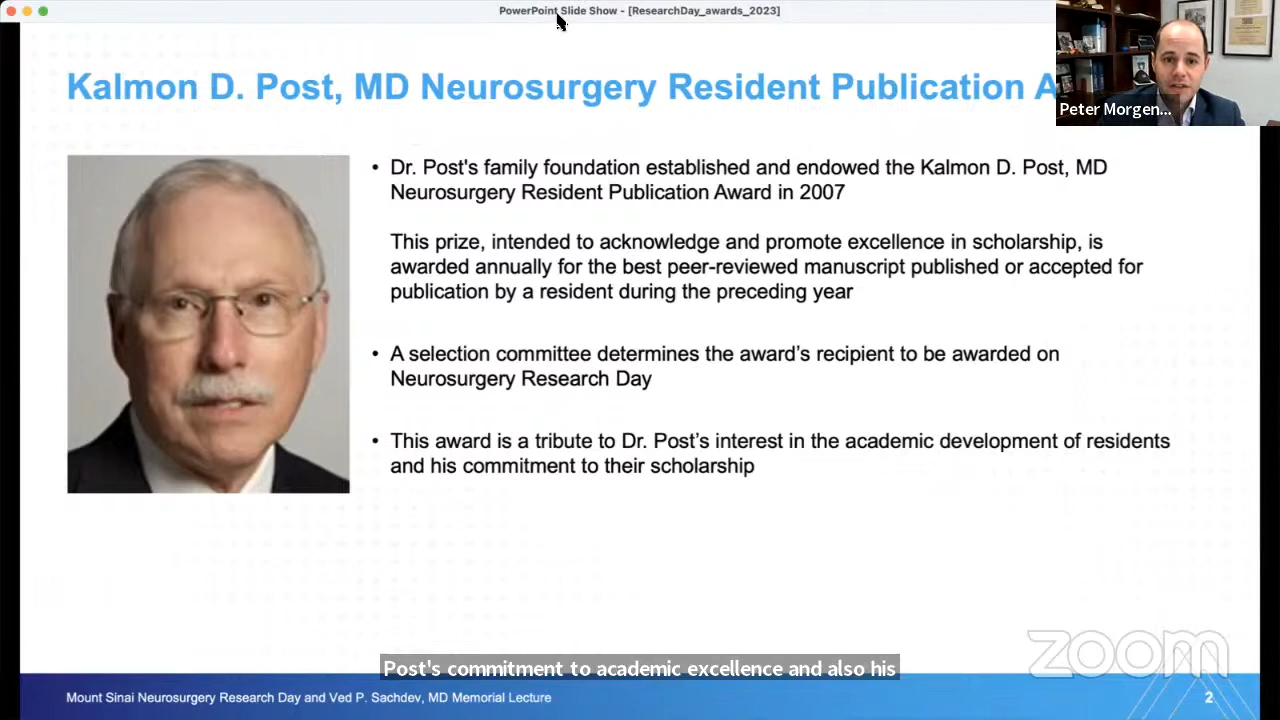 PowerPoint Slide Show - [ResearchDay_awards_2023]
Kalmon D. Post, MD Neurosurgery Resident Publication A
Peter Morgen...
• Dr. Post's family foundation established and endowed the Kalmon D. Post, MD
Neurosurgery Resident Publication Award in 2007
This prize, intended to acknowledge and promote excellence in scholarship, is
awarded annually for the best peer-reviewed manuscript published or accepted for
publication by a resident during the preceding year
• A selection committee determines the award’s recipient to be awarded on
Neurosurgery Research Day
• This award is a tribute to Dr. Post’s interest in the academic development of residents
and his commitment to their scholarship
zoom
Post's commitment to academic excellence and also his
Mount Sinai Neurosurgery Research Day and Ved P. Sachdev, MD Memorial Lecture
2